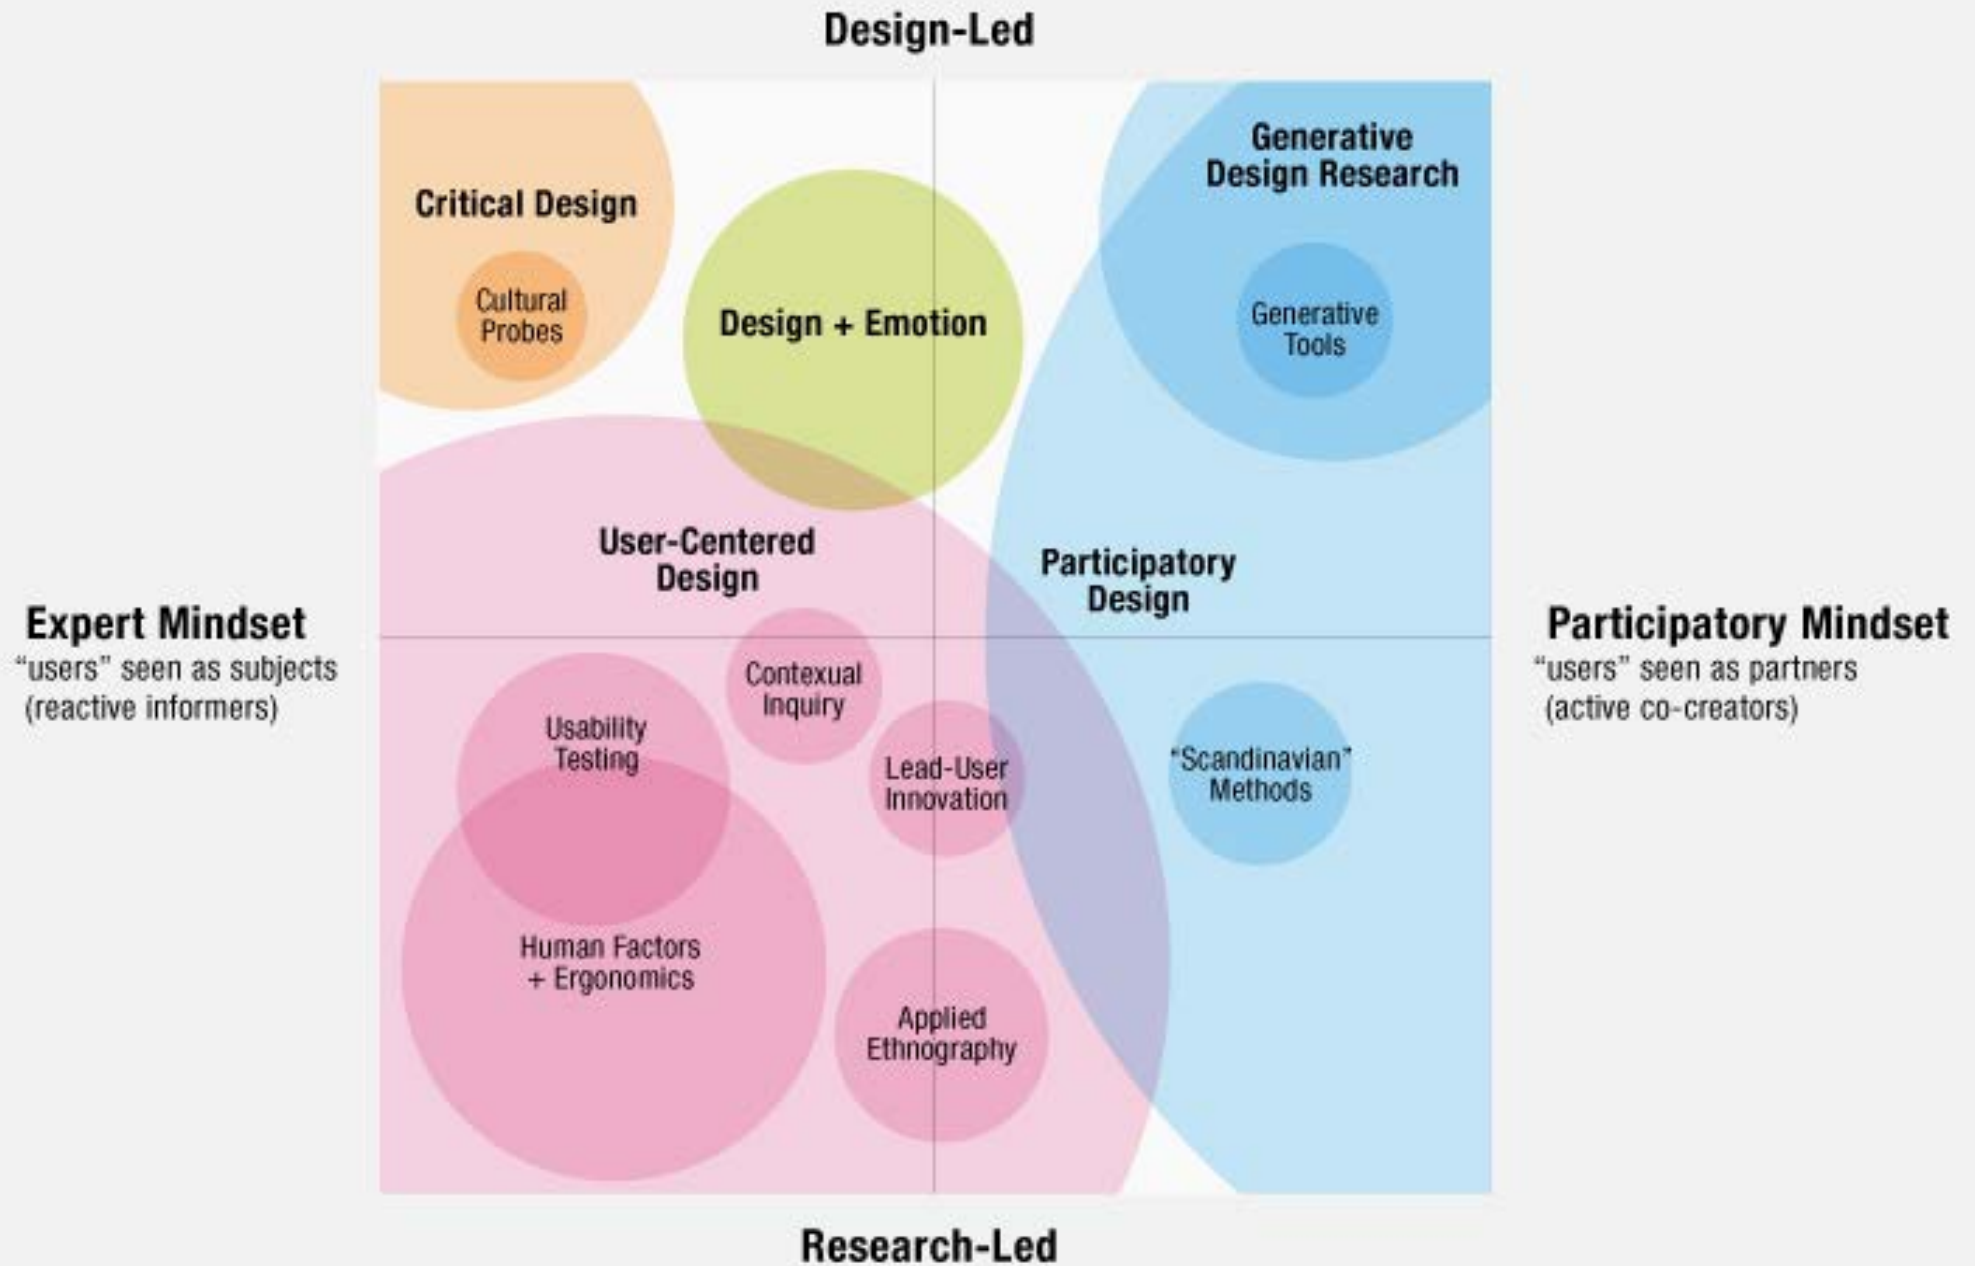 Design-Led
Generative
Design Research
Critical Design
Cultural
Probes
Design + Emotion
Generative
Tools
User-Centered
Design
Participatory
Design
Expert Mindset
“users” seen as subjects
(reactive informers)
Participatory Mindset
“users” seen as partners
(active co-creators)
Contexual
Inquiry
Usability
Testing
Lead-User
Innovation
“Scandinavian”
Methods
Human Factors
+ Ergonomics
Applied
Ethnography
Research-Led